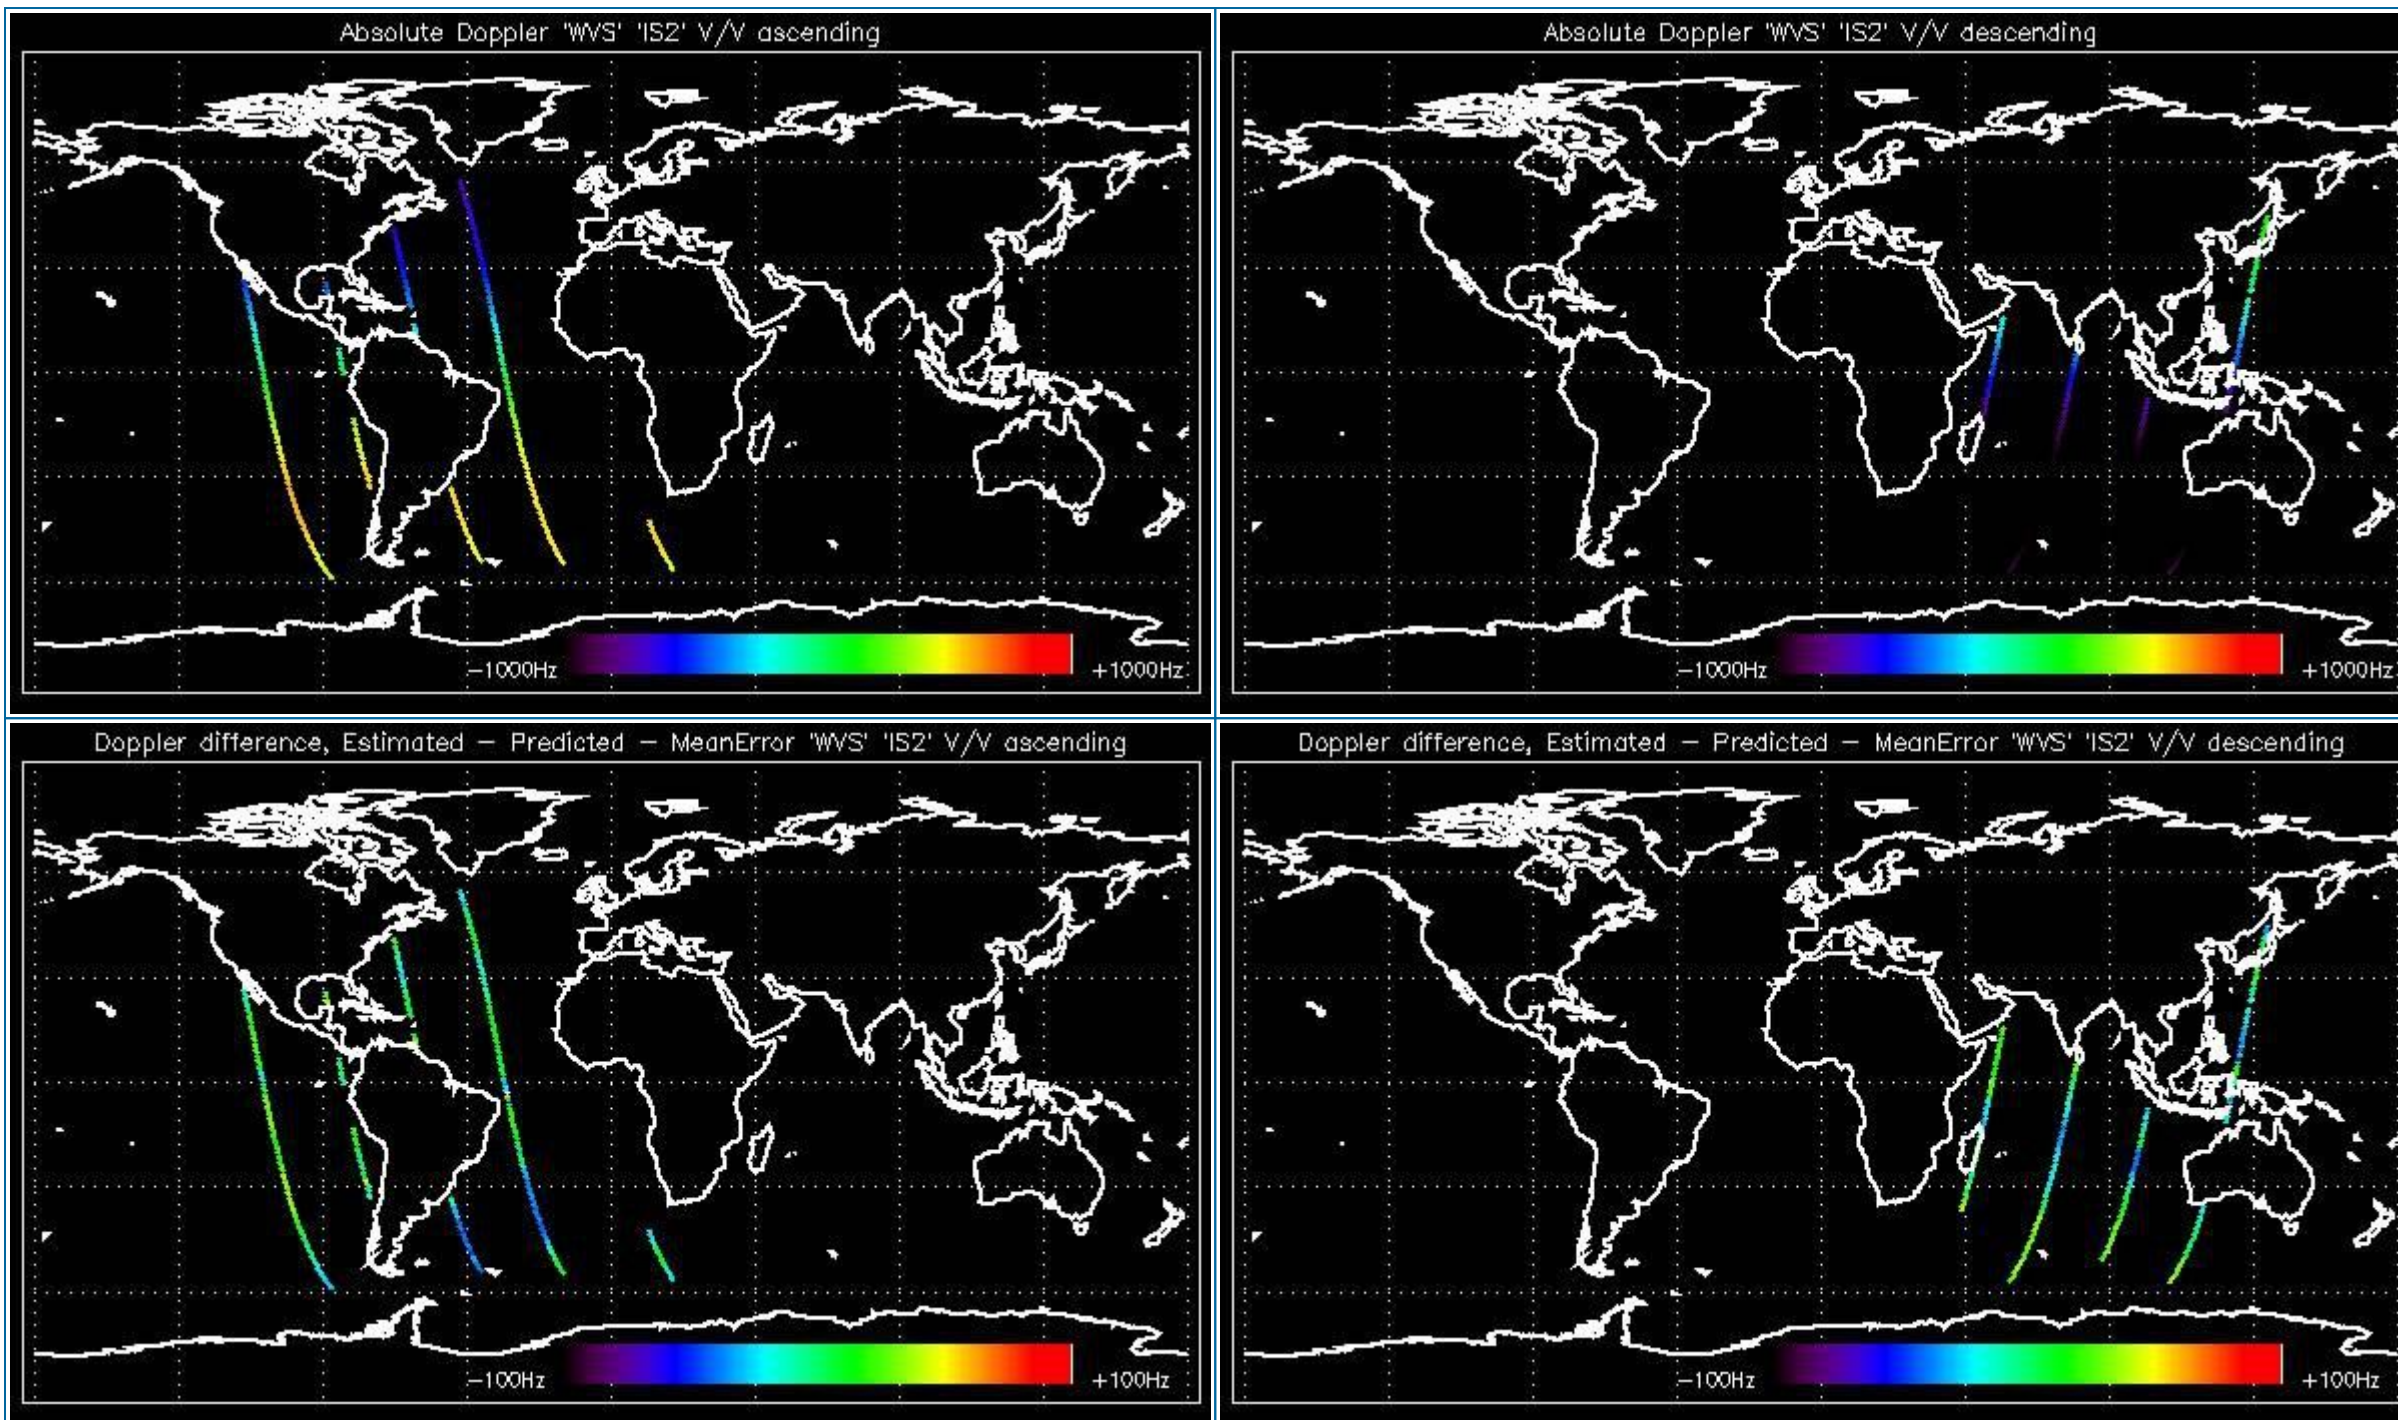 Absolute Doppler 'WVS' 'IS2' V/V ascending
-1000Hz
+1000Hz
Absolute Doppler 'WVS' 'IS2' V/V descending
-1000Hz
+1000Hz
Doppler difference, Estimated - Predicted - MeanError 'WVS' 'IS2' V/V ascending
-100Hz
+100Hz
Doppler difference, Estimated - Predicted - MeanError 'WVS' 'IS2' V/V descending
-100Hz
+100Hz